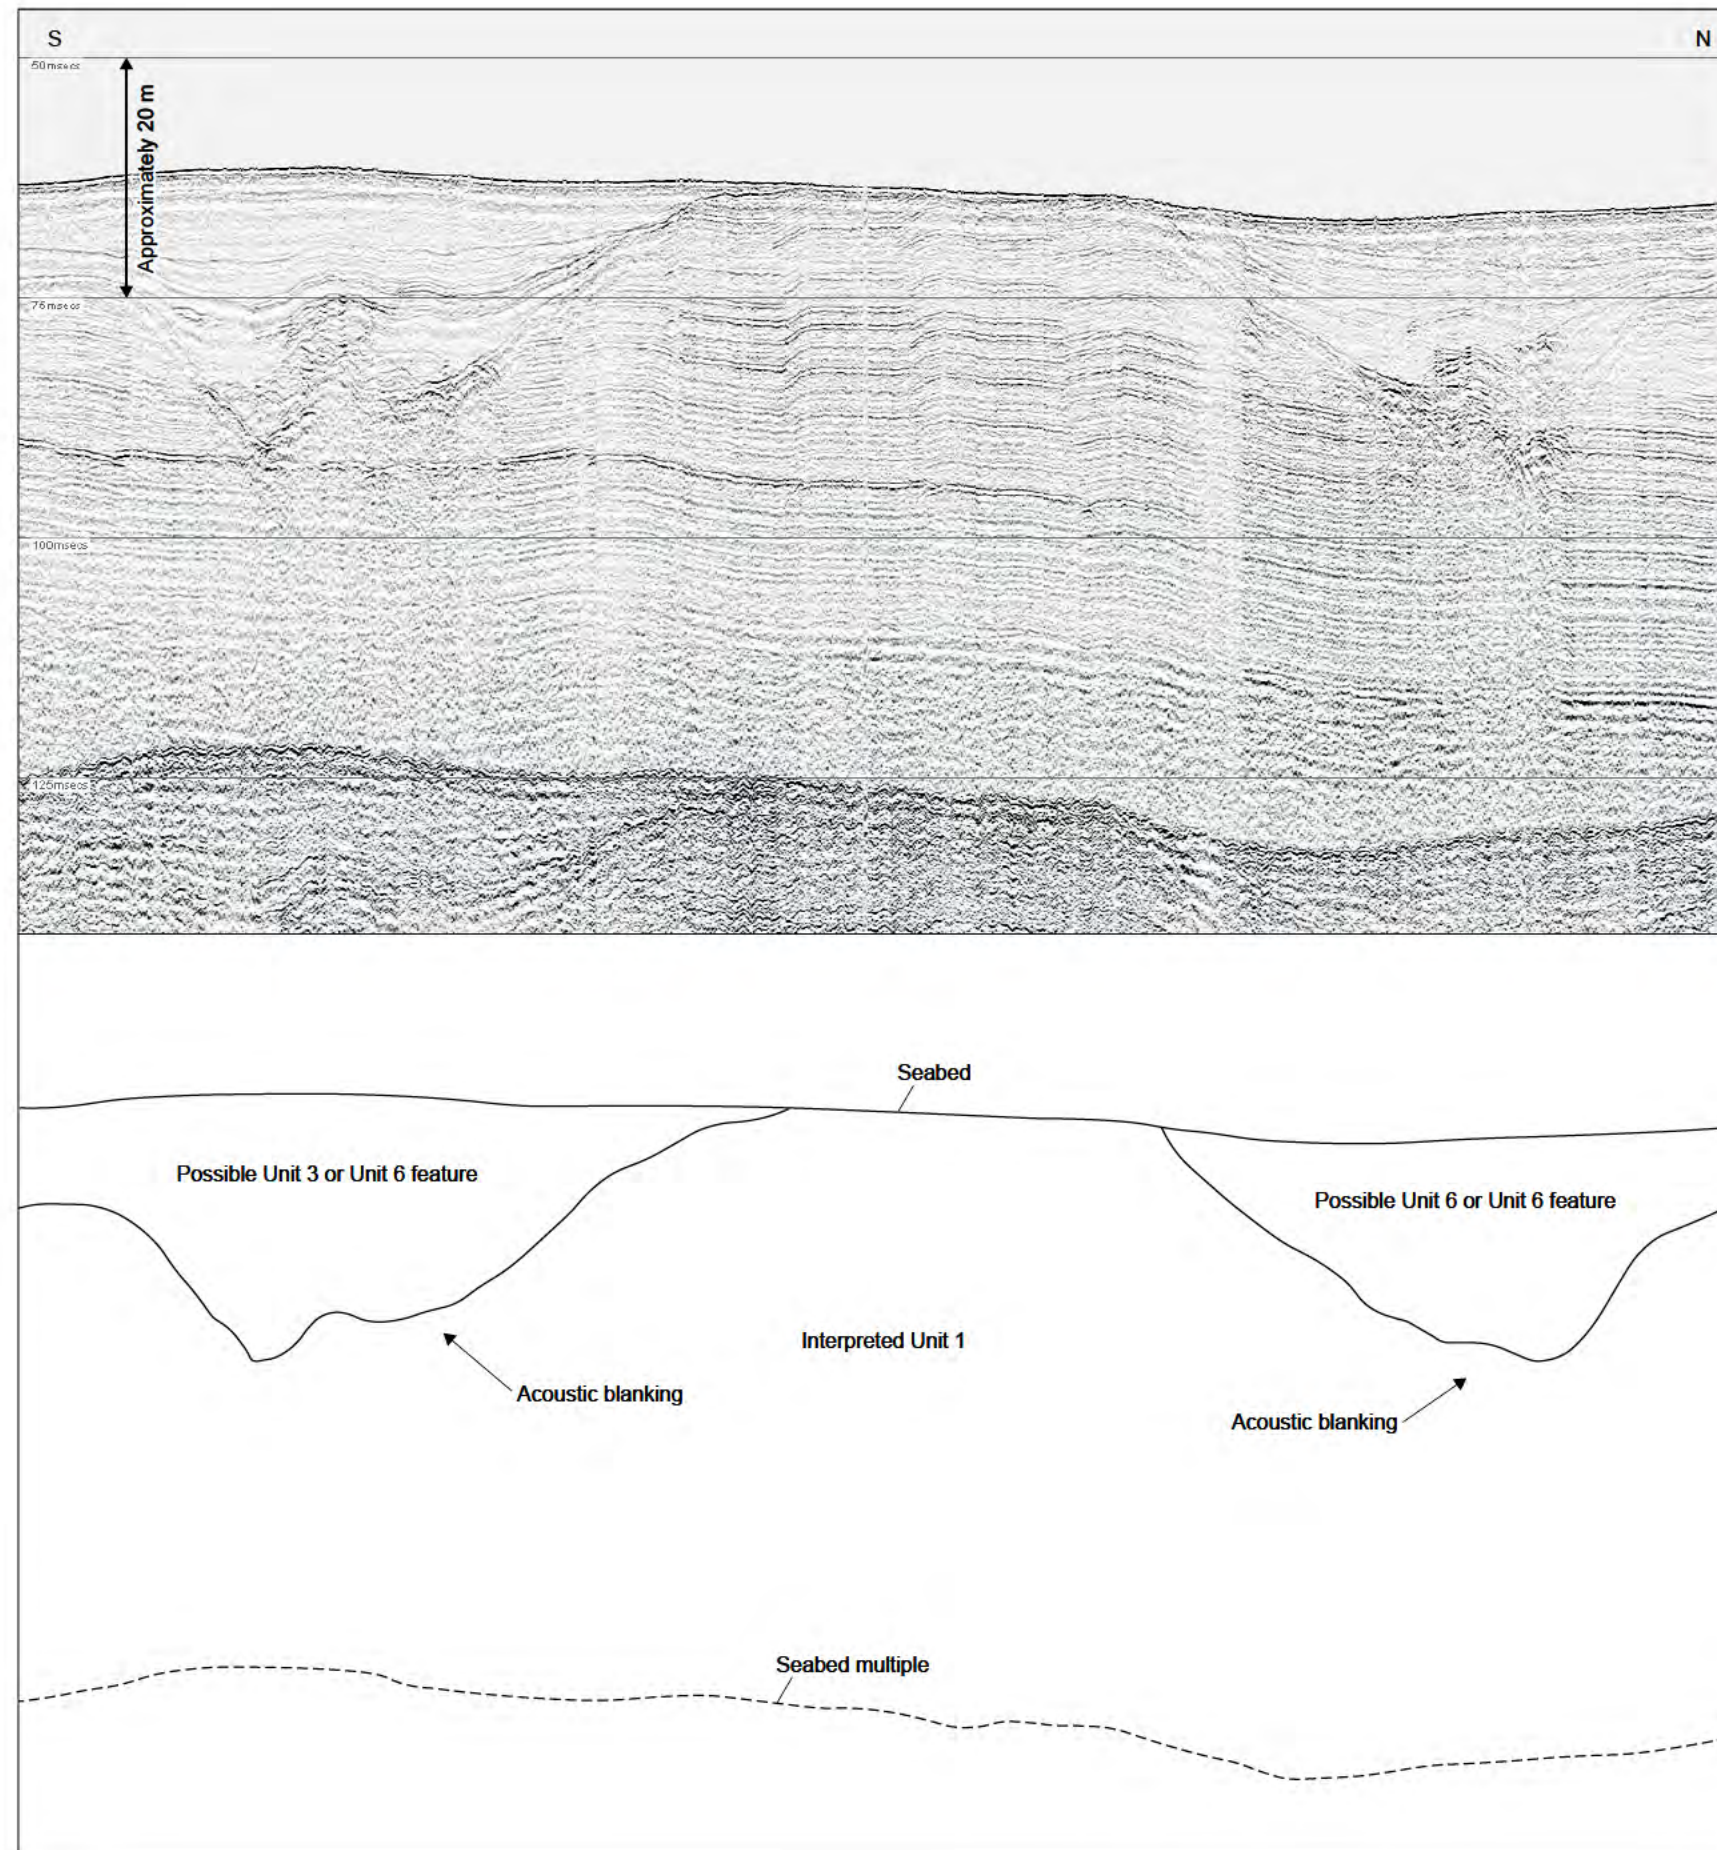 S
N
50msecs
Approximately 20 m
75msecs
100msecs
125msecs
Seabed
Possible Unit 3 or Unit 6 feature
Possible Unit 6 or Unit 6 feature
Interpreted Unit 1
Acoustic blanking
Acoustic blanking
Seabed multiple